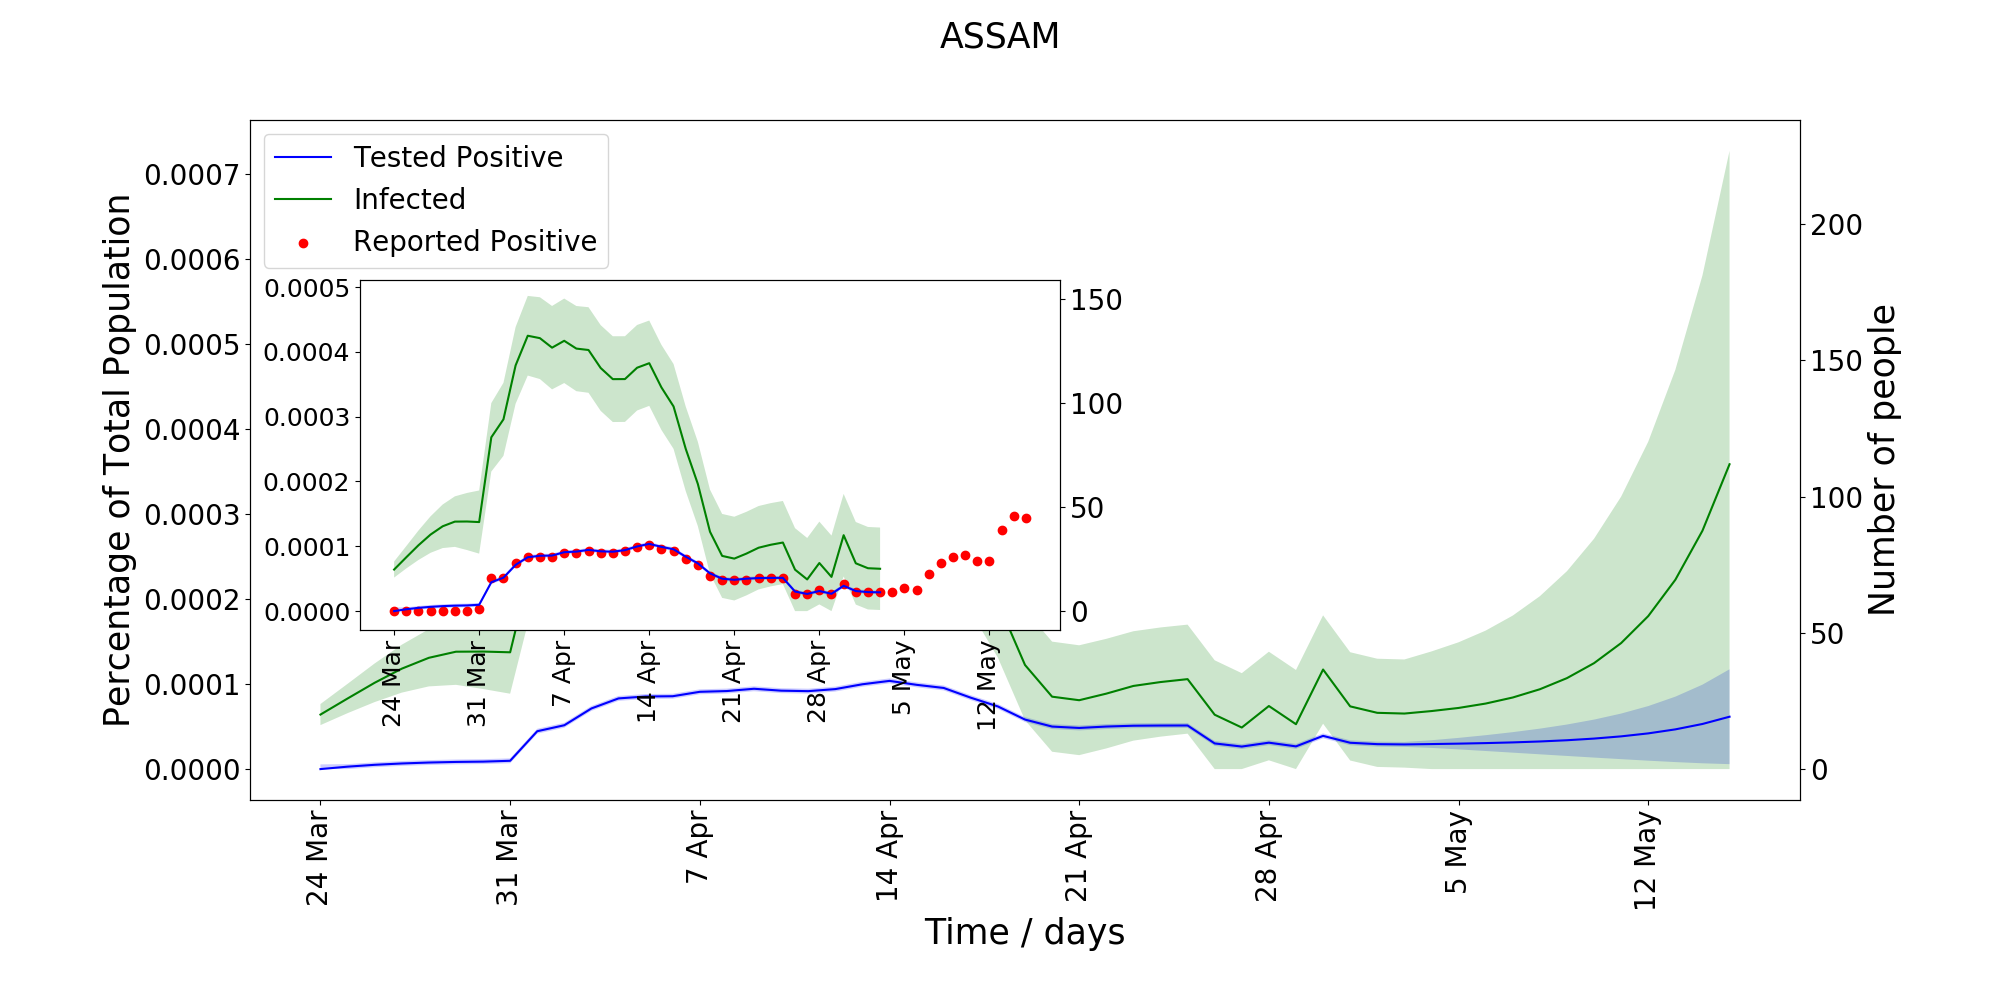 ASSAM
Tested Positive
Infected
Reported Positive
Percentage of Total Population
0.0007
0.0006
0.0005
0.0004
0.0003
0.0002
0.0001
0.0000
0.0005
0.0004
0.0003
0.0002
0.0001
0.0000
150
100
50
0
24 Mar
31 Mar
7 Apr
14 Apr
21 Apr
28 Apr
5 May
12 May
200
150
100
50
0
Number of people
24 Mar
31 Mar
7 Apr
14 Apr
21 Apr
28 Apr
5 May
12 May
Time / days